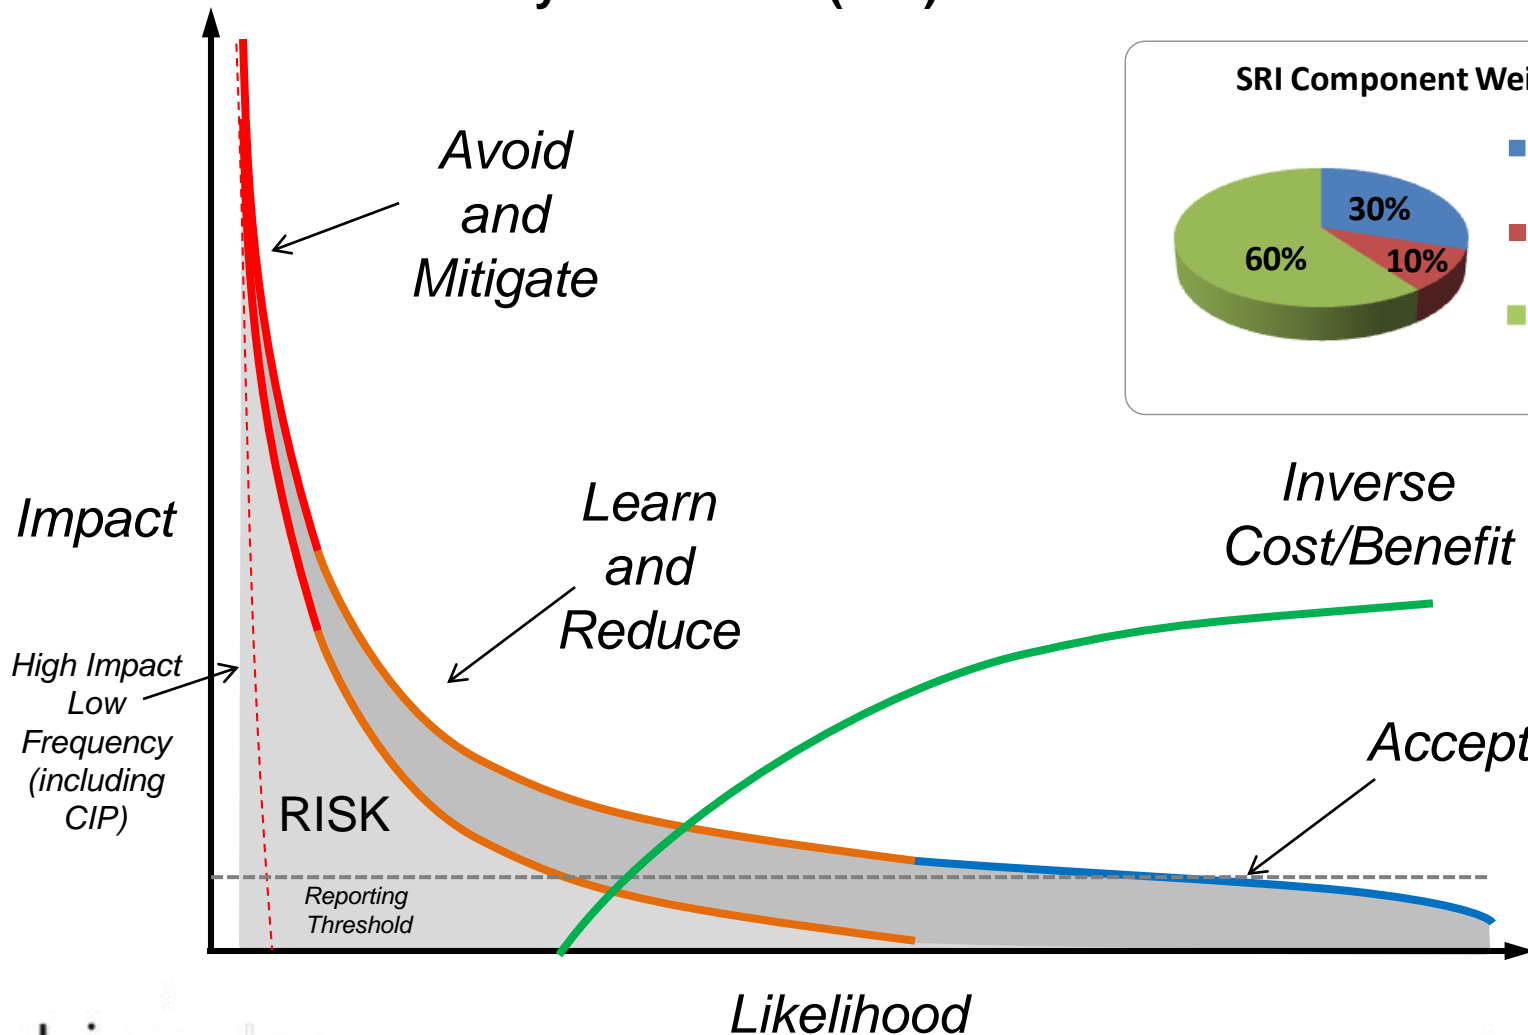 SRI Component Wei
30%
10%
60%
Avoid
and
Mitigate
Impact
Learn
and
Reduce
Inverse
Cost/Benefit
High Impact
Low
Frequency
(including
CIP)
Accept
RISK
Reporting
Threshold
Likelihood